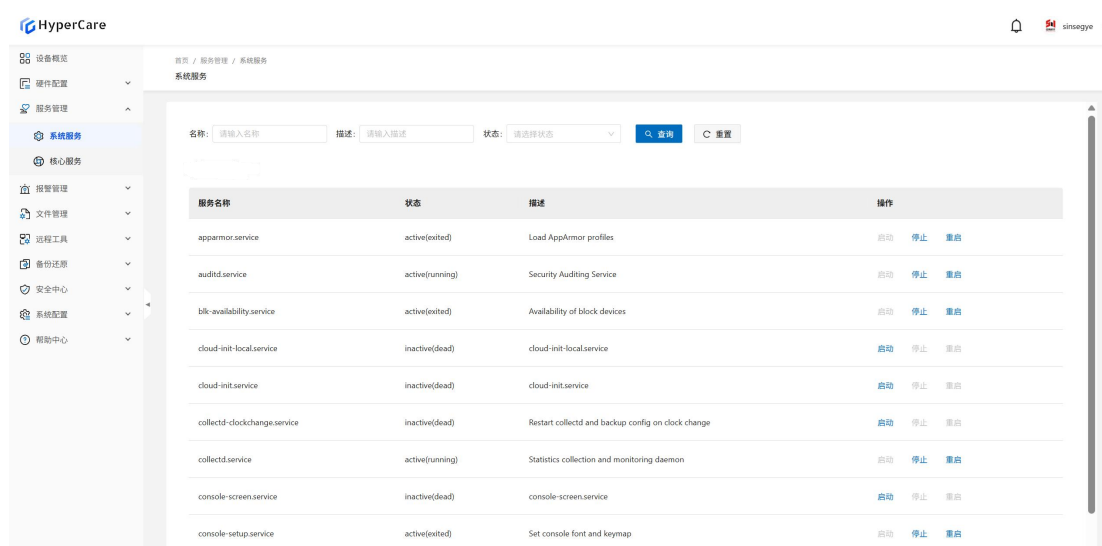 HyperCare
sinsegye
设备概览
硬件配置
服务管理
系统服务
核心服务
报警管理
文件管理
远程工具
备份还原
安全中心
系统配置
帮助中心
首页 / 服务管理 / 系统服务
系统服务
名称: 请输入名称 描述: 请输入描述 状态: 请选择状态 查询 重置
服务名称 状态 描述 操作
apparmor.service active(exited) Load AppArmor profiles 启动 停止 重启
auditd.service active(running) Security Auditing Service 启动 停止 重启
blk-availability.service active(exited) Availability of block devices 启动 停止 重启
cloud-init-local.service inactive(dead) cloud-init-local.service 启动 停止 重启
cloud-init.service inactive(dead) cloud-init.service 启动 停止 重启
collectd-clockchange.service inactive(dead) Restart collectd and backup config on clock change 启动 停止 重启
collectd.service active(running) Statistics collection and monitoring daemon 启动 停止 重启
console-screen.service inactive(dead) console-screen.service 启动 停止 重启
console-setup.service active(exited) Set console font and keymap 启动 停止 重启